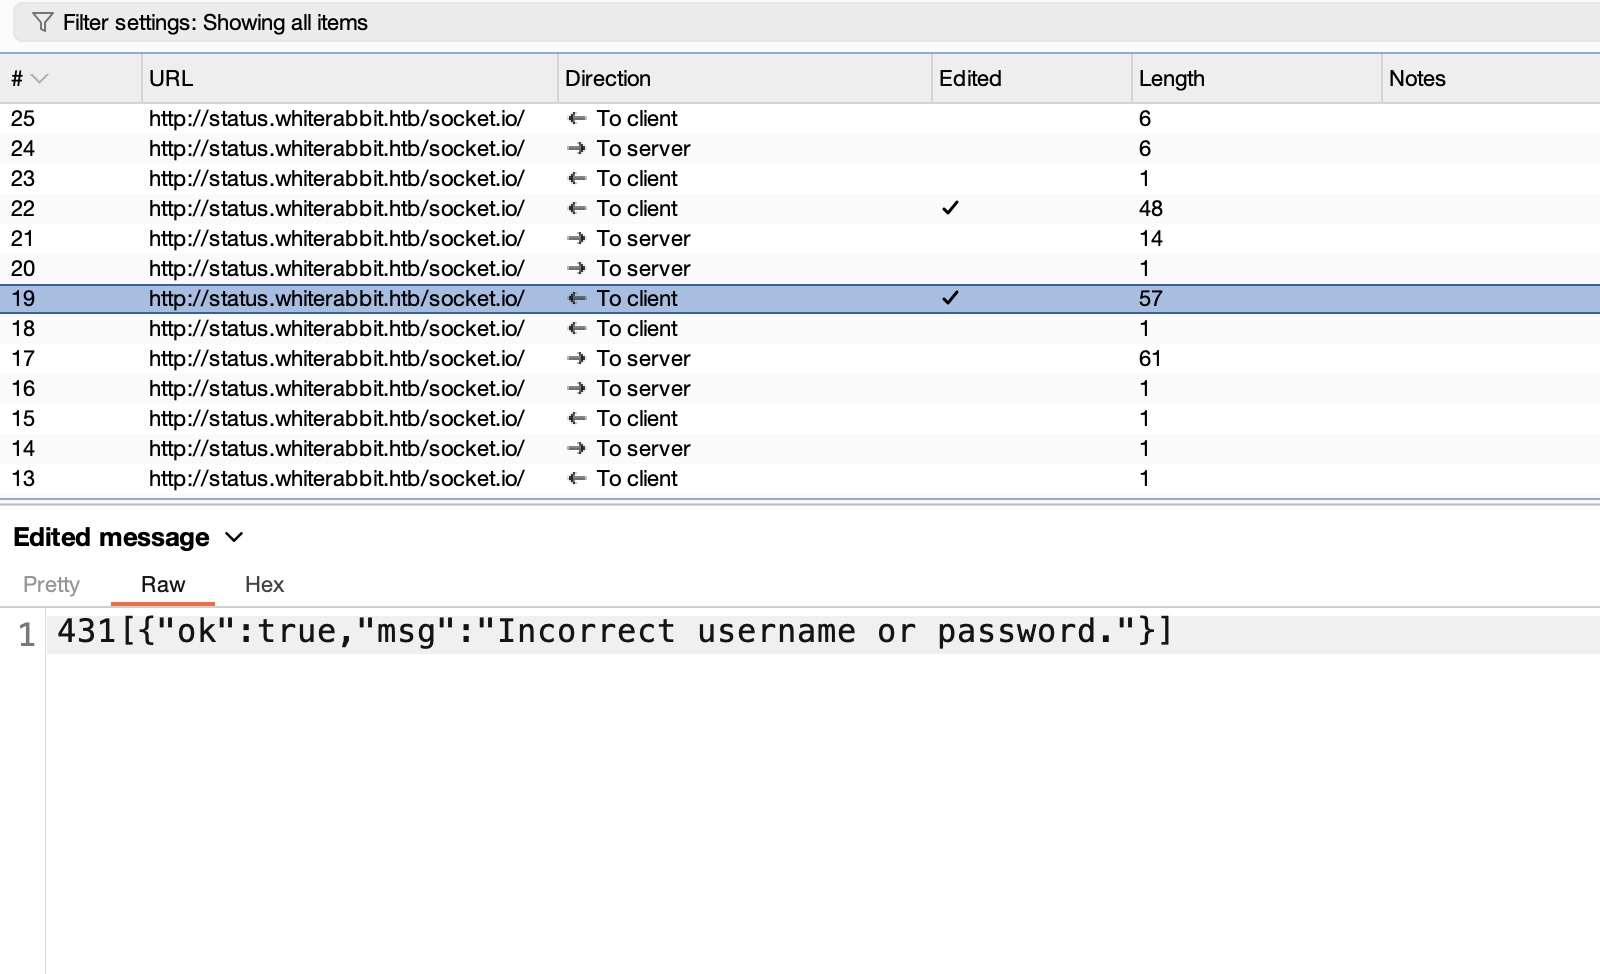 Filter settings: Showing all items
# URL Direction Edited Length Notes
25 http://status.whiterabbit.htb/socket.io/ ← To client 6
24 http://status.whiterabbit.htb/socket.io/ → To server 6
23 http://status.whiterabbit.htb/socket.io/ ← To client 1
22 http://status.whiterabbit.htb/socket.io/ ← To client ✓ 48
21 http://status.whiterabbit.htb/socket.io/ → To server 14
20 http://status.whiterabbit.htb/socket.io/ → To server 1
19 http://status.whiterabbit.htb/socket.io/ ← To client ✓ 57
18 http://status.whiterabbit.htb/socket.io/ ← To client 1
17 http://status.whiterabbit.htb/socket.io/ → To server 61
16 http://status.whiterabbit.htb/socket.io/ → To server 1
15 http://status.whiterabbit.htb/socket.io/ ← To client 1
14 http://status.whiterabbit.htb/socket.io/ → To server 1
13 http://status.whiterabbit.htb/socket.io/ ← To client 1
Edited message
Pretty Raw Hex
1 431[{"ok":true,"msg":"Incorrect username or password."}]